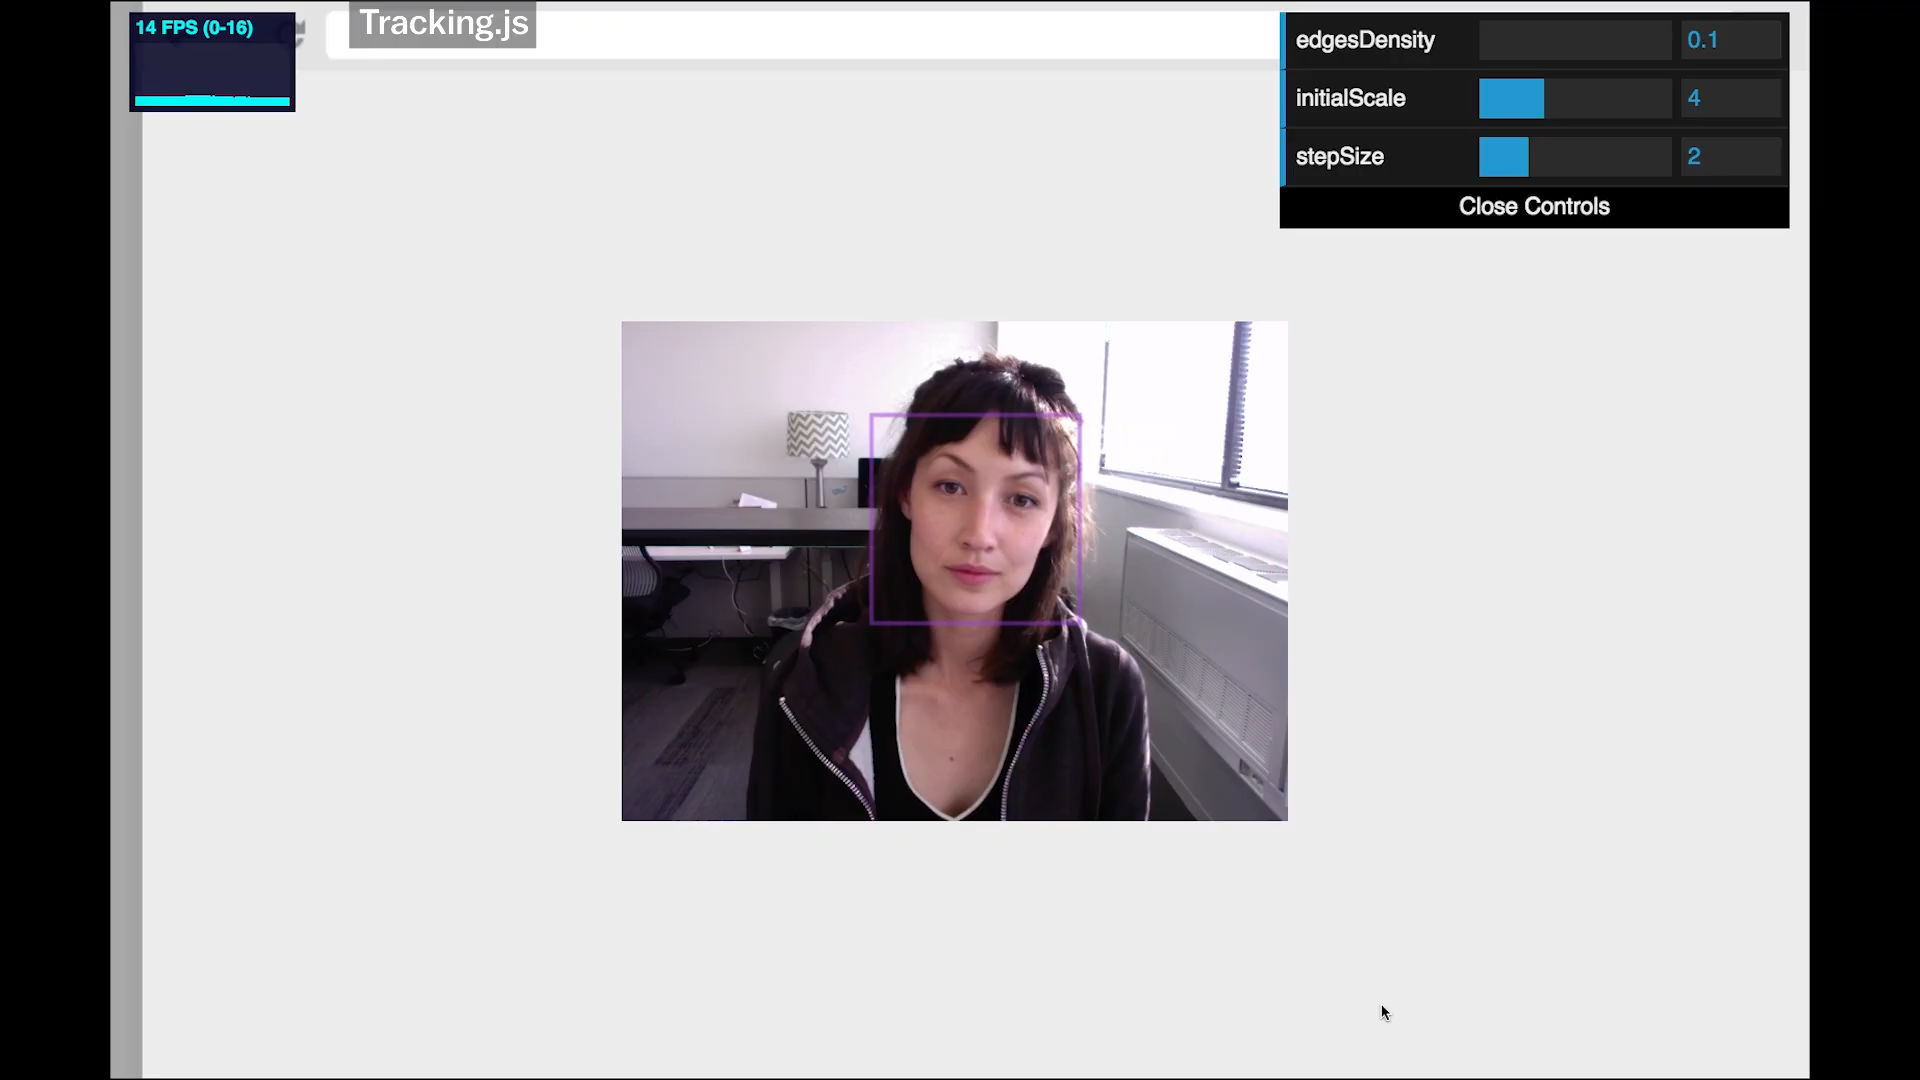 14 FPS (0-16)
Tracking.js
edgesDensity 0.1
initialScale 4
stepSize 2
Close Controls